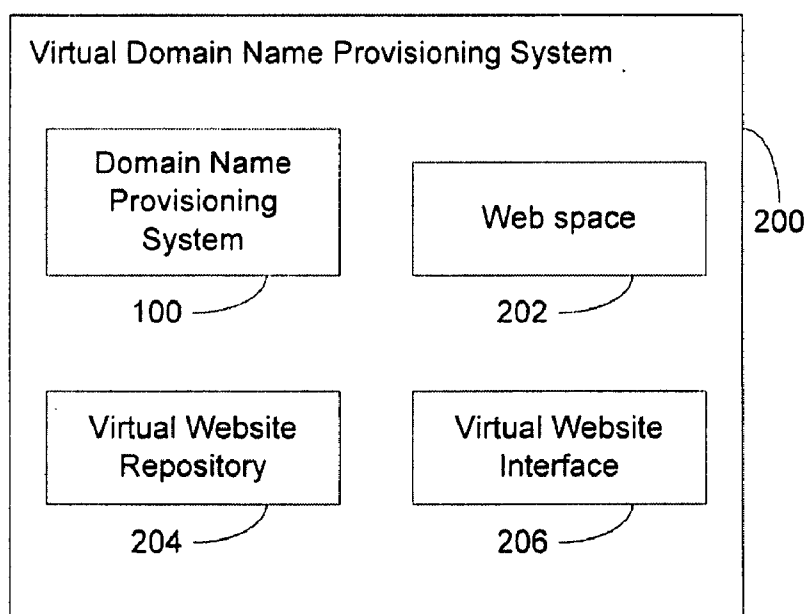 Virtual Domain Name Provisioning System
Domain Name
Provisioning
System
Web space
200
100
202
Virtual Website
Repository
Virtual Website
Interface
204
206